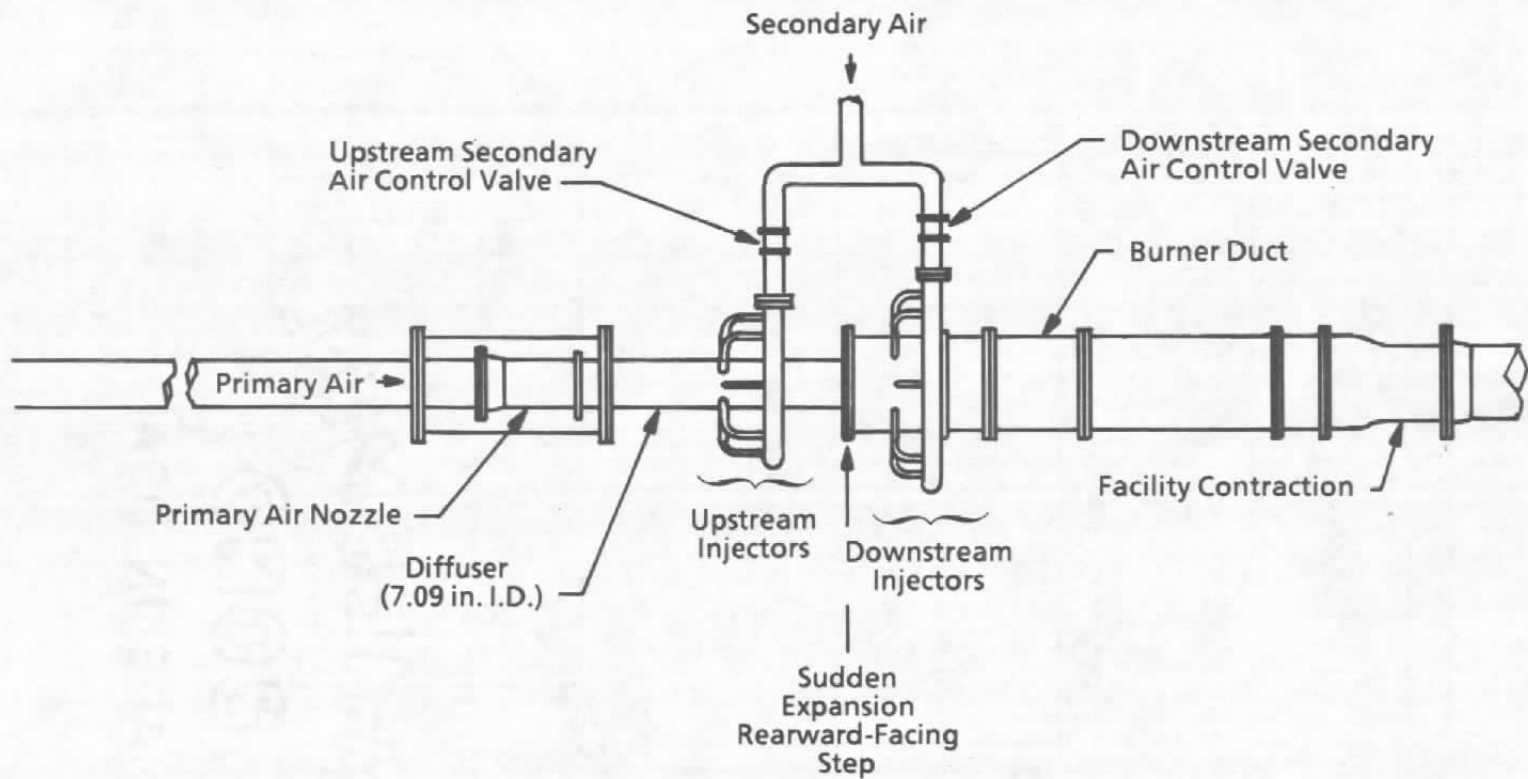 Secondary Air
Upstream Secondary
Air Control Valve
Downstream Secondary
Air Control Valve
Burner Duct
Primary Air
Primary Air Nozzle
Diffuser
(7.09 in. I.D.)
Upstream
Injectors
Downstream
Injectors
Facility Contraction
Sudden
Expansion
Rearward-Facing
Step